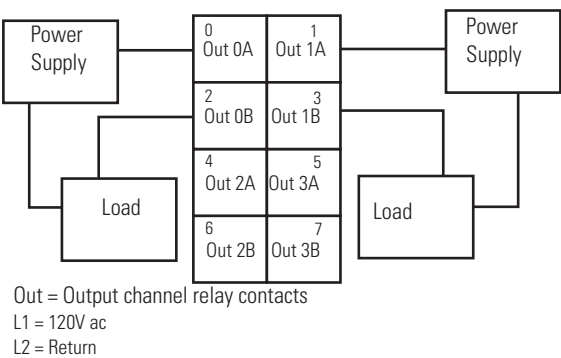 Power
Supply
0
Out 0A
1
Out 1A
Power
Supply
2
Out 0B
3
Out 1B
4
Out 2A
5
Out 3A
Load
Load
6
Out 2B
7
Out 3B
Out = Output channel relay contacts
L1 = 120V ac
L2 = Return